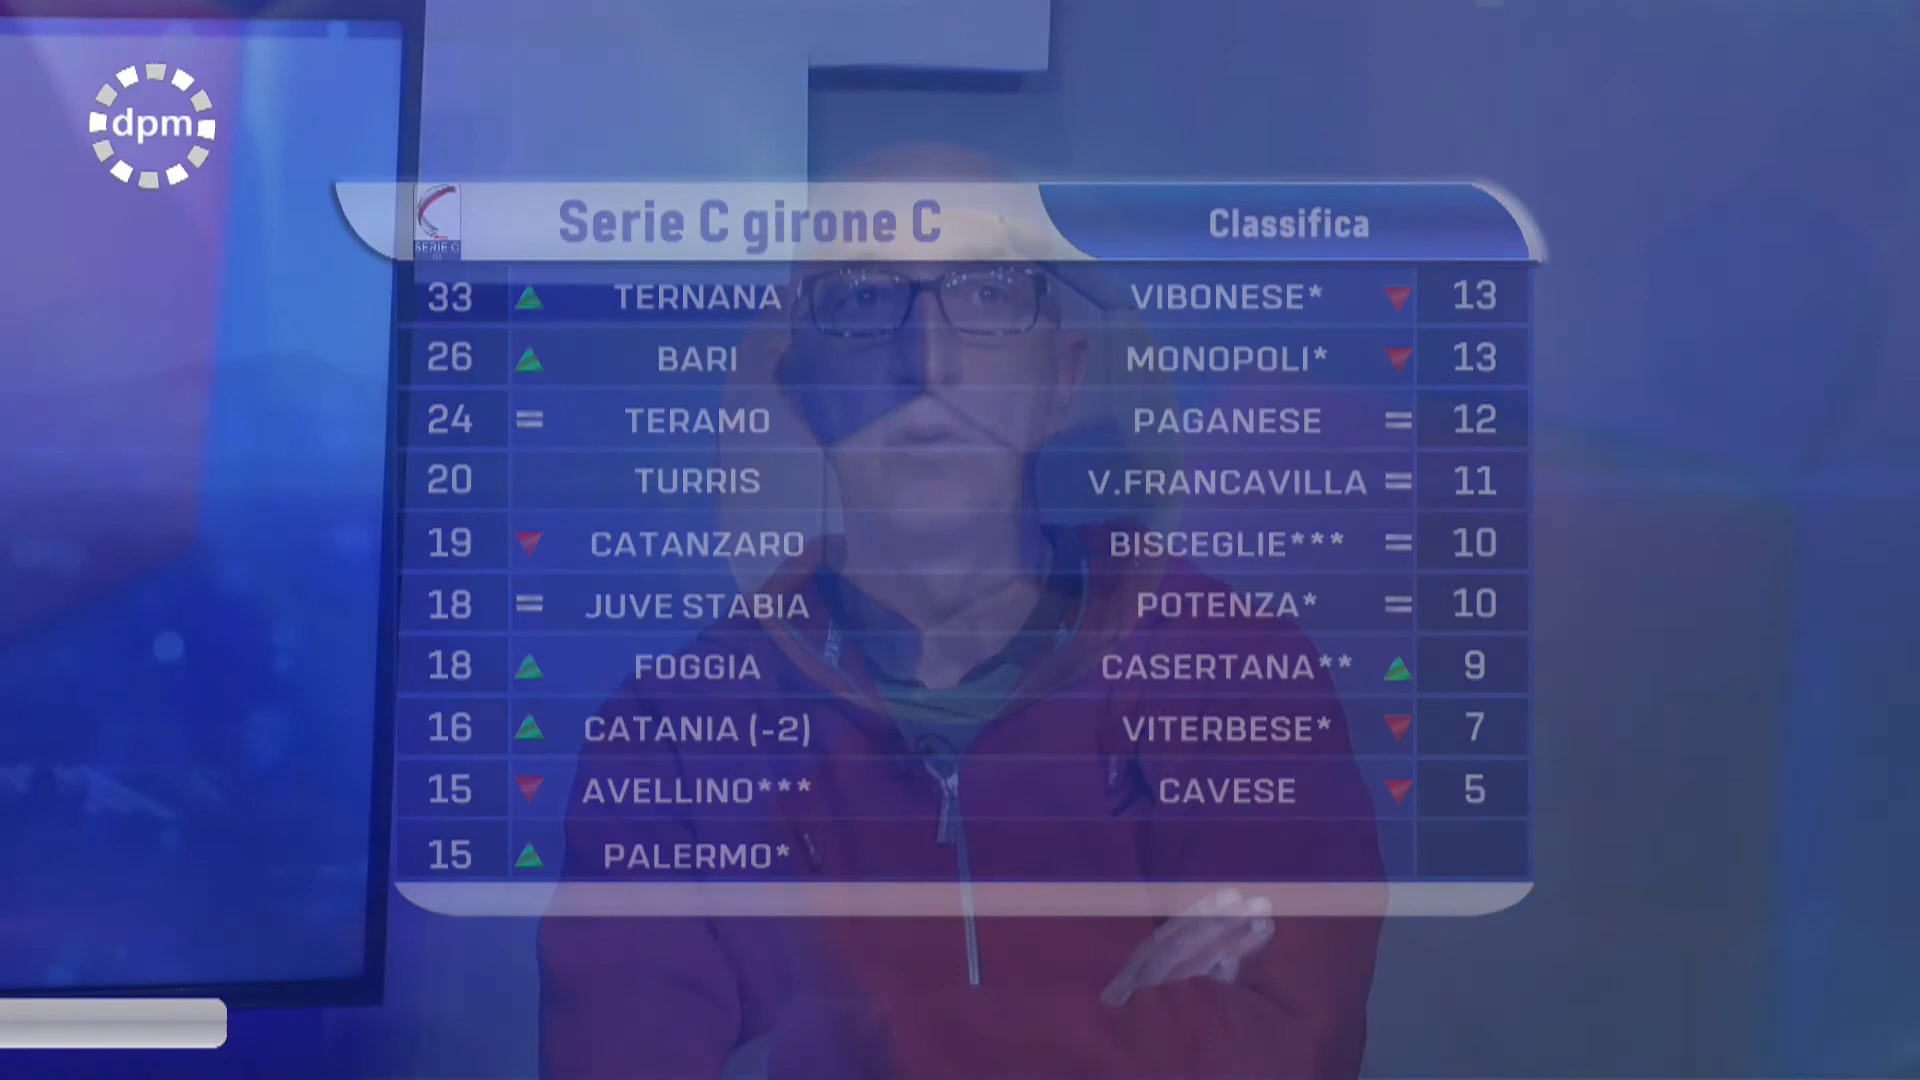 dpm
SERIE C
Serie C girone C
Classifica
33 TERNANA VIBONESE* 13
26 BARI MONOPOLI* 13
24 = TERAMO PAGANESE = 12
20 TURRIS V.FRANCAVILLA = 11
19 CATANZARO BISCEGLIE*** = 10
18 = JUVE STABIA POTENZA* = 10
18 FOGGIA CASERTANA** 9
16 CATANIA (-2) VITERBESE* 7
15 AVELLINO*** CAVESE 5
15 PALERMO*